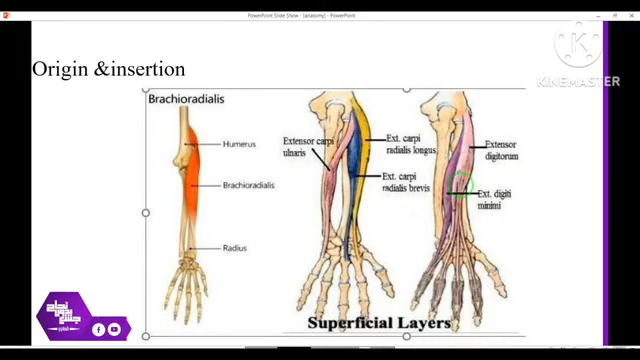 PowerPoint Slide Show - [anatomy] - PowerPoint
KINEMASTER
Origin &insertion
Brachioradialis
Humerus
Brachioradialis
Radius
Extensor carpi
ulnaris
Ext. carpi
radialis longus
Ext. carpi
radialis brevis
Extensor
digitorum
Ext. digiti
minimi
Superficial Layers